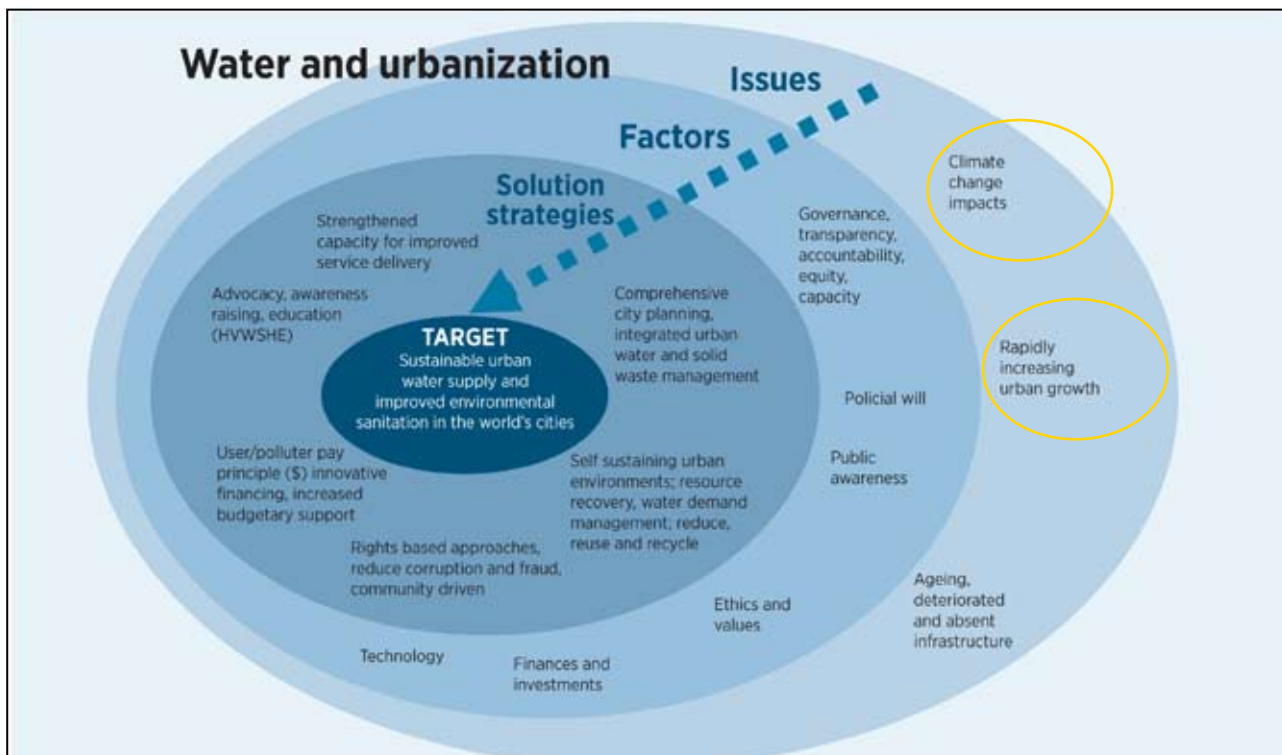 Water and urbanization
Issues
Factors
Solution
strategies
Climate
change
impacts
Governance,
transparency,
accountability,
equity,
capacity
Strengthened
capacity for improved
service delivery
Advocacy, awareness
raising, education
(HVWSHE)
Comprehensive
city planning,
integrated urban
water and solid
waste management
TARGET
Sustainable urban
water supply and
improved environmental
sanitation in the world's cities
Rapidly
increasing
urban growth
Policial will
Public
awareness
User/polluter pay
principle ($) innovative
financing, increased
budgetary support
Self sustaining urban
environments; resource
recovery, water demand
management; reduce,
reuse and recycle
Rights based approaches,
reduce corruption and fraud,
community driven
Ethics and
values
Ageing,
deteriorated
and absent
infrastructure
Technology
Finances and
investments